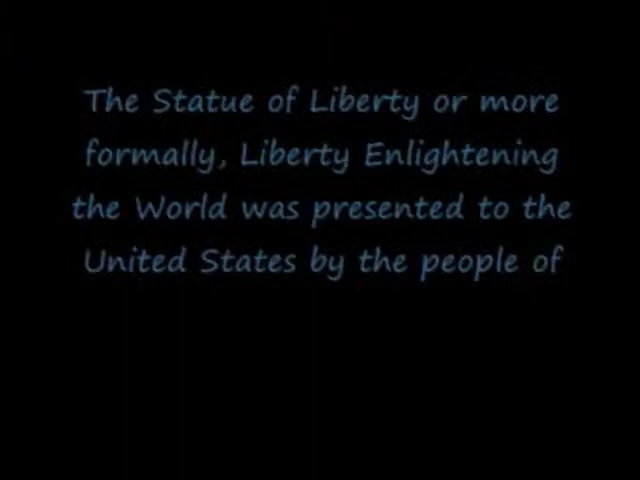 The Statue of Liberty or more
formally, Liberty Enlightening
the World was presented to the
United States by the people of